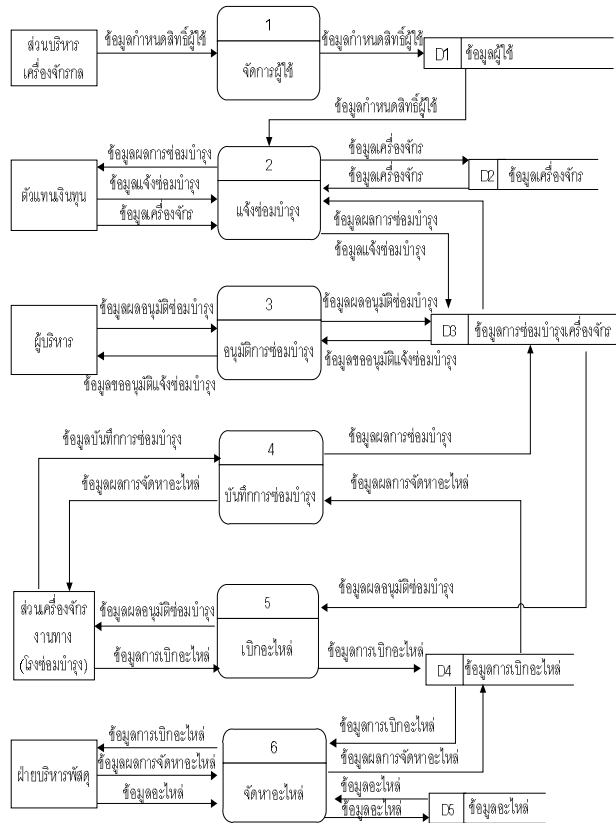 1
ส่วนบริหาร
เครื่องจักรกล
ข้อมูลกำหนดสิทธิ์ผู้ใช้
จัดการผู้ใช้
ข้อมูลกำหนดสิทธิ์ผู้ใช้
D1 ข้อมูลผู้ใช้
ข้อมูลกำหนดสิทธิ์ผู้ใช้
ตัวแทนเงินทุน
ข้อมูลผลการซ่อมบำรุง
ข้อมูลแจ้งซ่อมบำรุง
ข้อมูลเครื่องจักร
2
แจ้งซ่อมบำรุง
ข้อมูลเครื่องจักร
ข้อมูลเครื่องจักร
D2 ข้อมูลเครื่องจักร
ข้อมูลผลการซ่อมบำรุง
ข้อมูลแจ้งซ่อมบำรุง
ผู้บริหาร
ข้อมูลผลอนุมัติซ่อมบำรุง
ข้อมูลขออนุมัติแจ้งซ่อมบำรุง
3
อนุมัติการซ่อมบำรุง
ข้อมูลผลอนุมัติซ่อมบำรุง
ข้อมูลขออนุมัติแจ้งซ่อมบำรุง
D3 ข้อมูลการซ่อมบำรุงเครื่องจักร
ข้อมูลบันทึกการซ่อมบำรุง
ข้อมูลผลการจัดหาอะไหล่
4
บันทึกการซ่อมบำรุง
ข้อมูลผลการซ่อมบำรุง
ข้อมูลผลการจัดหาอะไหล่
ส่วนเครื่องจักร
งานทาง
(โรงซ่อมบำรุง)
ข้อมูลผลอนุมัติซ่อมบำรุง
ข้อมูลการเบิกอะไหล่
5
เบิกอะไหล่
ข้อมูลผลอนุมัติซ่อมบำรุง
ข้อมูลการเบิกอะไหล่
D4 ข้อมูลการเบิกอะไหล่
ฝ่ายบริหารพัสดุ
ข้อมูลการเบิกอะไหล่
ข้อมูลผลการจัดหาอะไหล่
ข้อมูลอะไหล่
6
จัดหาอะไหล่
ข้อมูลการเบิกอะไหล่
ข้อมูลผลการจัดหาอะไหล่
ข้อมูลอะไหล่
ข้อมูลอะไหล่
D5 ข้อมูลอะไหล่